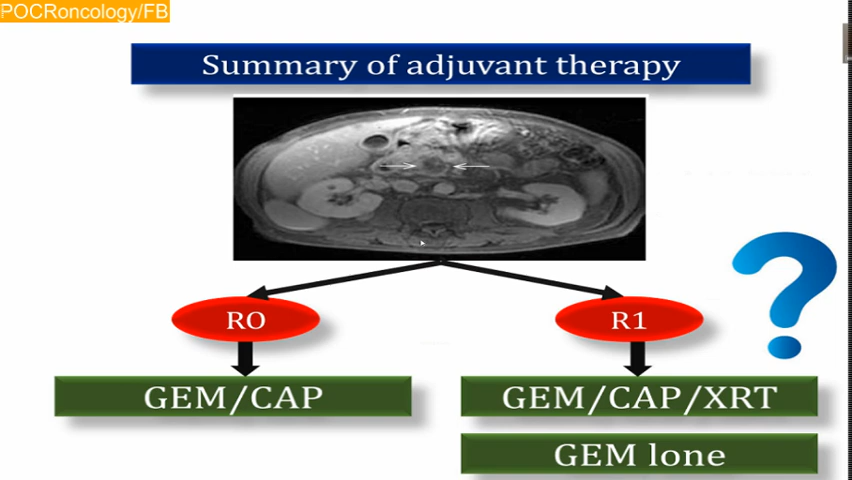 POCRoncology/FB
Summary of adjuvant therapy
RO
R1
?
GEM/CAP
GEM/CAP/XRT
GEM lone